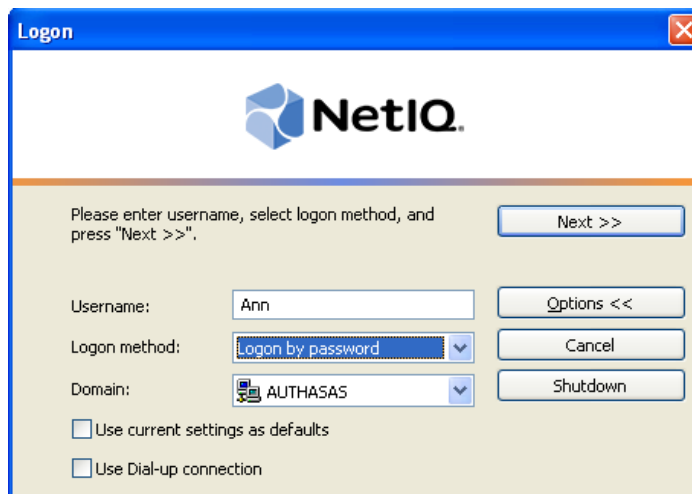 Logon
NetIQ.
Please enter username, select logon method, and
press "Next >>".
Next >>
Username:
Ann
Options <<
Logon method:
Logon by password
Cancel
Domain:
AUTHASAS
Shutdown
Use current settings as defaults
Use Dial-up connection